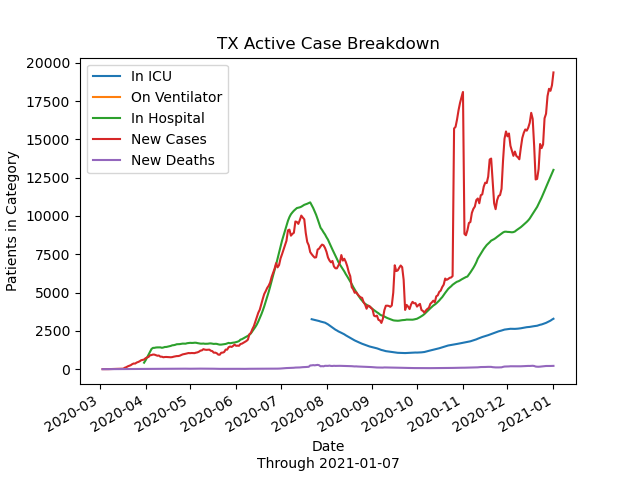 TX Active Case Breakdown
In ICU
On Ventilator
In Hospital
New Cases
New Deaths
Patients in Category
20000
17500
15000
12500
10000
7500
5000
2500
0
2020-03
2020-04
2020-05
2020-06
2020-07
2020-08
2020-09
2020-10
2020-11
2020-12
2021-01
Date
Through 2021-01-07